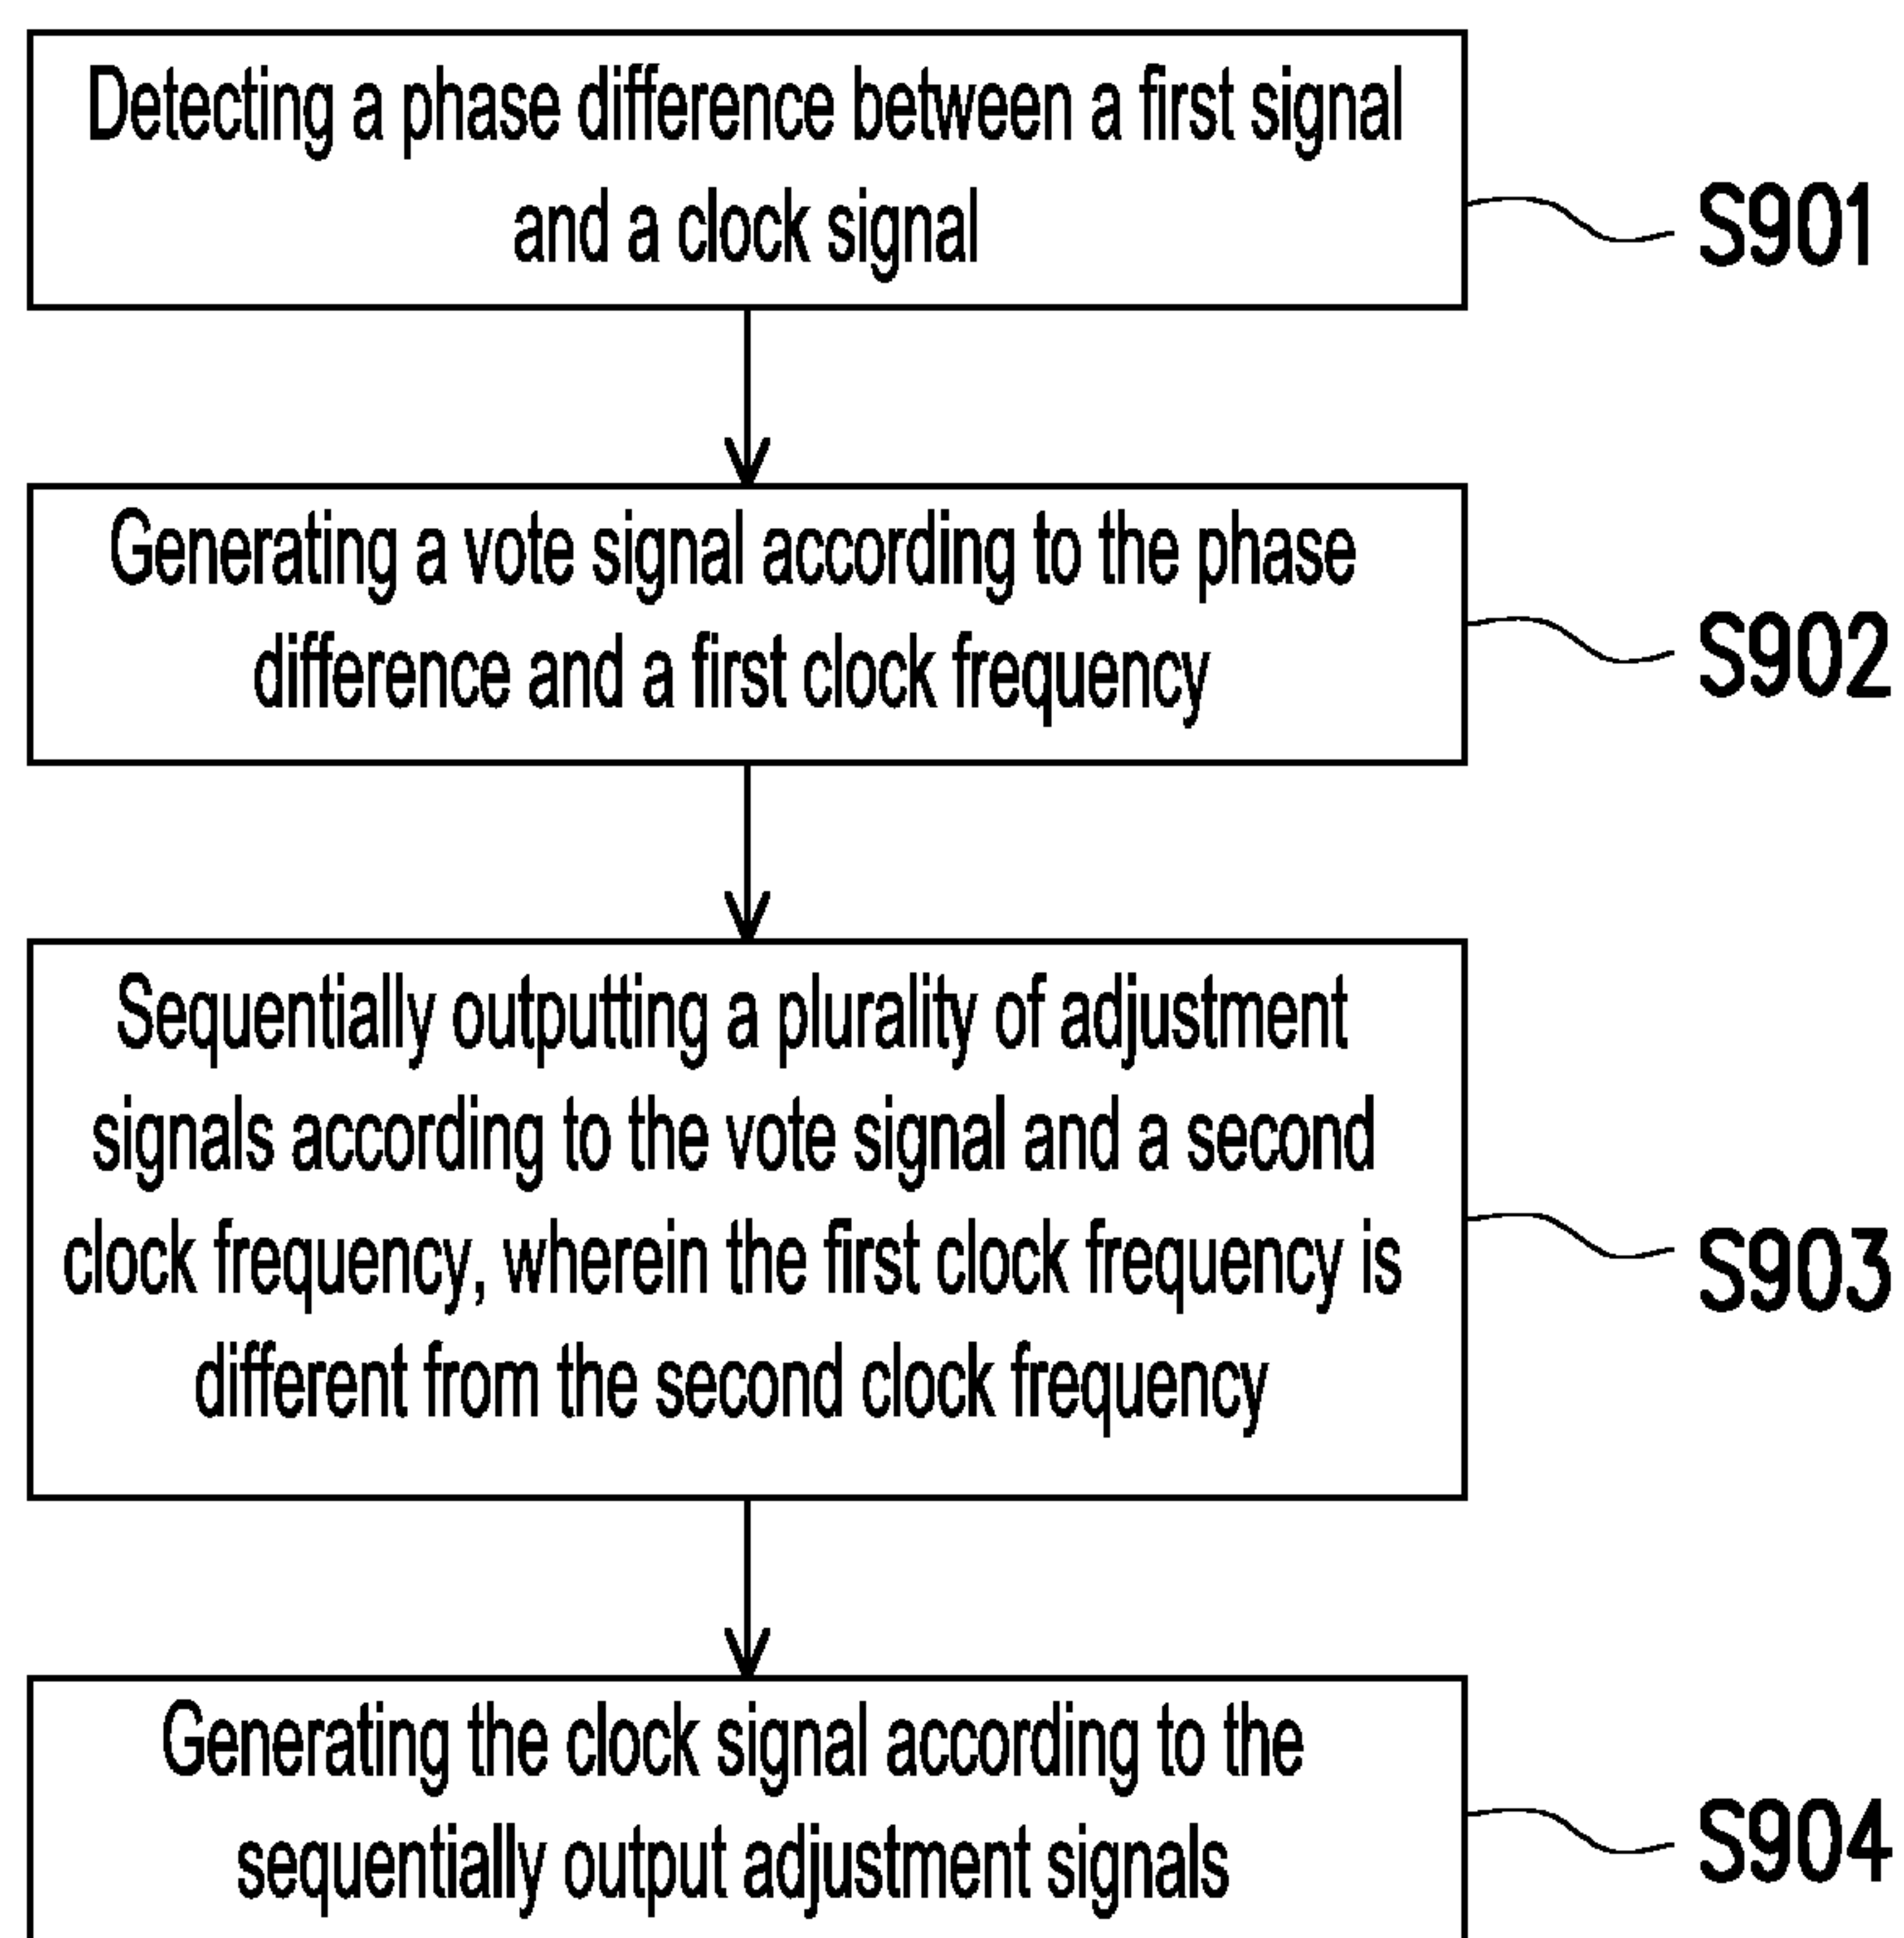 Detecting a phase difference between a first signal
and a clock signal
S901
Generating a vote signal according to the phase
difference and a first clock frequency
S902
Sequentially outputting a plurality of adjustment
signals according to the vote signal and a second
clock frequency, wherein the first clock frequency is
different from the second clock frequency
S903
Generating the clock signal according to the
sequentially output adjustment signals
S904